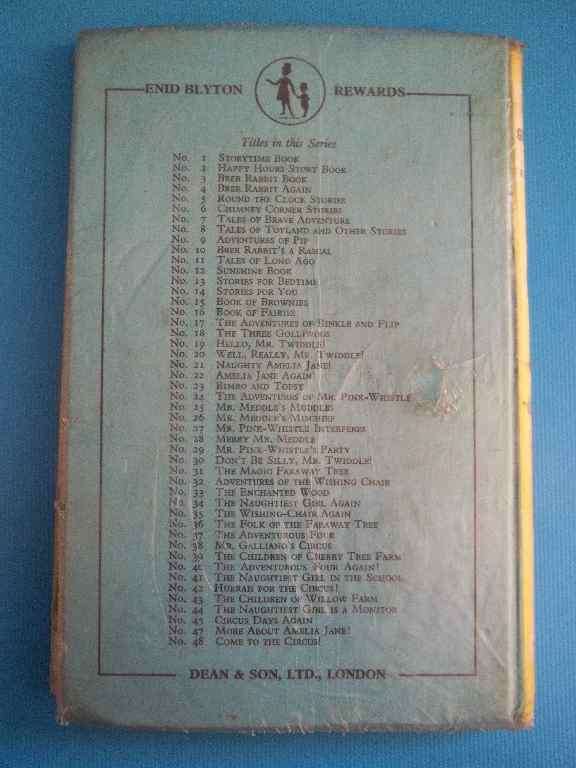 ENID BLYTON REWARDS
Titles in this Series
No. 1 STORYTIME BOOK
No. 2 HAPPY HOURS STORY BOOK
No. 3 BRER RABBIT BOOK
No. 4 BRER RABBIT AGAIN
No. 5 ROUND THE CLOCK STORIES
No. 6 CHIMNEY CORNER STORIES
No. 7 TALES OF BRAVE ADVENTURE
No. 8 TALES OF TOYLAND AND OTHER STORIES
No. 9 ADVENTURES OF PIP
No. 10 BRER RABBIT'S A RASCAL
No. 11 TALES OF LONG AGO
No. 12 SUNSHINE BOOK
No. 13 STORIES FOR BEDTIME
No. 14 STORIES FOR YOU
No. 15 BOOK OF BROWNIES
No. 16 BOOK OF FAIRIES
No. 17 THE ADVENTURES OF BINKLE AND FLIP
No. 18 THE THREE GOLLIWOGS
No. 19 HELLO, MR. TWIDDLE!
No. 20 WELL, REALLY, MR. TWIDDLE!
No. 21 NAUGHTY AMELIA JANE!
No. 22 AMELIA JANE AGAIN!
No. 23 BIMBO AND TOPSY
No. 24 THE ADVENTURES OF MR. PINK-WHISTLE
No. 25 MR. MEDDLE'S MUDDLES
No. 26 MR. MEDDLE'S MISCHIEF
No. 27 MR. PINK-WHISTLE INTERFERES
No. 28 MERRY MR. MEDDLE
No. 29 MR. PINK-WHISTLE'S PARTY
No. 30 DON'T BE SILLY, MR. TWIDDLE!
No. 31 THE MAGIC FARAWAY TREE
No. 32 ADVENTURES OF THE WISHING CHAIR
No. 33 THE ENCHANTED WOOD
No. 34 THE NAUGHTIEST GIRL AGAIN
No. 35 THE WISHING-CHAIR AGAIN
No. 36 THE FOLK OF THE FARAWAY TREE
No. 37 THE ADVENTUROUS FOUR
No. 38 MR. GALLIANO'S CIRCUS
No. 39 THE CHILDREN OF CHERRY TREE FARM
No. 40 THE ADVENTUROUS FOUR AGAIN!
No. 41 THE NAUGHTIEST GIRL IN THE SCHOOL
No. 42 HURRAH FOR THE CIRCUS!
No. 43 THE CHILDREN OF WILLOW FARM
No. 44 THE NAUGHTIEST GIRL IS A MONITOR
No. 45 CIRCUS DAYS AGAIN
No. 47 MORE ABOUT AMELIA JANE!
No. 48 COME TO THE CIRCUS!
DEAN & SON, LTD., LONDON